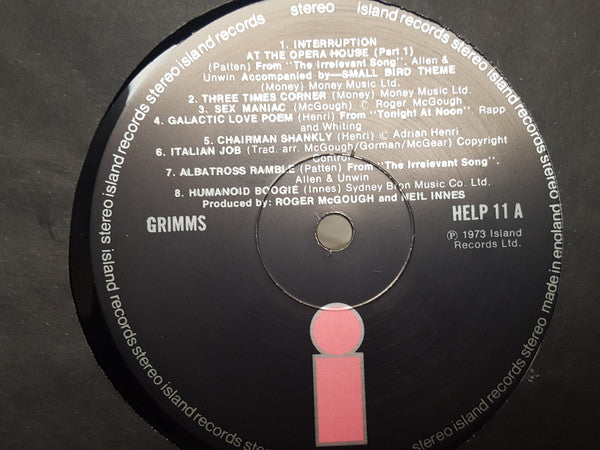 stereo island records stereo island records stereo island records stereo island records stereo island records stereo made in england
1. INTERRUPTION
AT THE OPERA HOUSE (Part 1)
(Patten) From "The Irrelevant Song". Allen &
Unwin Accompanied by—SMALL BIRD THEME
(Money) Money Music Ltd.
2. THREE TIMES CORNER (Money) Money Music Ltd.
3. SEX MANIAC (McGough) © Roger McGough
4. GALACTIC LOVE POEM (Henri) From "Tonight At Noon". Rapp
and Whiting
5. CHAIRMAN SHANKLY (Henri) © Adrian Henri
6. ITALIAN JOB (Trad. arr. McGough/Gorman/McGear) Copyright
Control
7. ALBATROSS RAMBLE (Patten) From "The Irrelevant Song".
Allen & Unwin
8. HUMANOID BOOGIE (Innes) Sydney Bron Music Co. Ltd.
Produced by: ROGER McGOUGH and NEIL INNES
GRIMMS
HELP 11 A
℗ 1973 Island
Records Ltd.